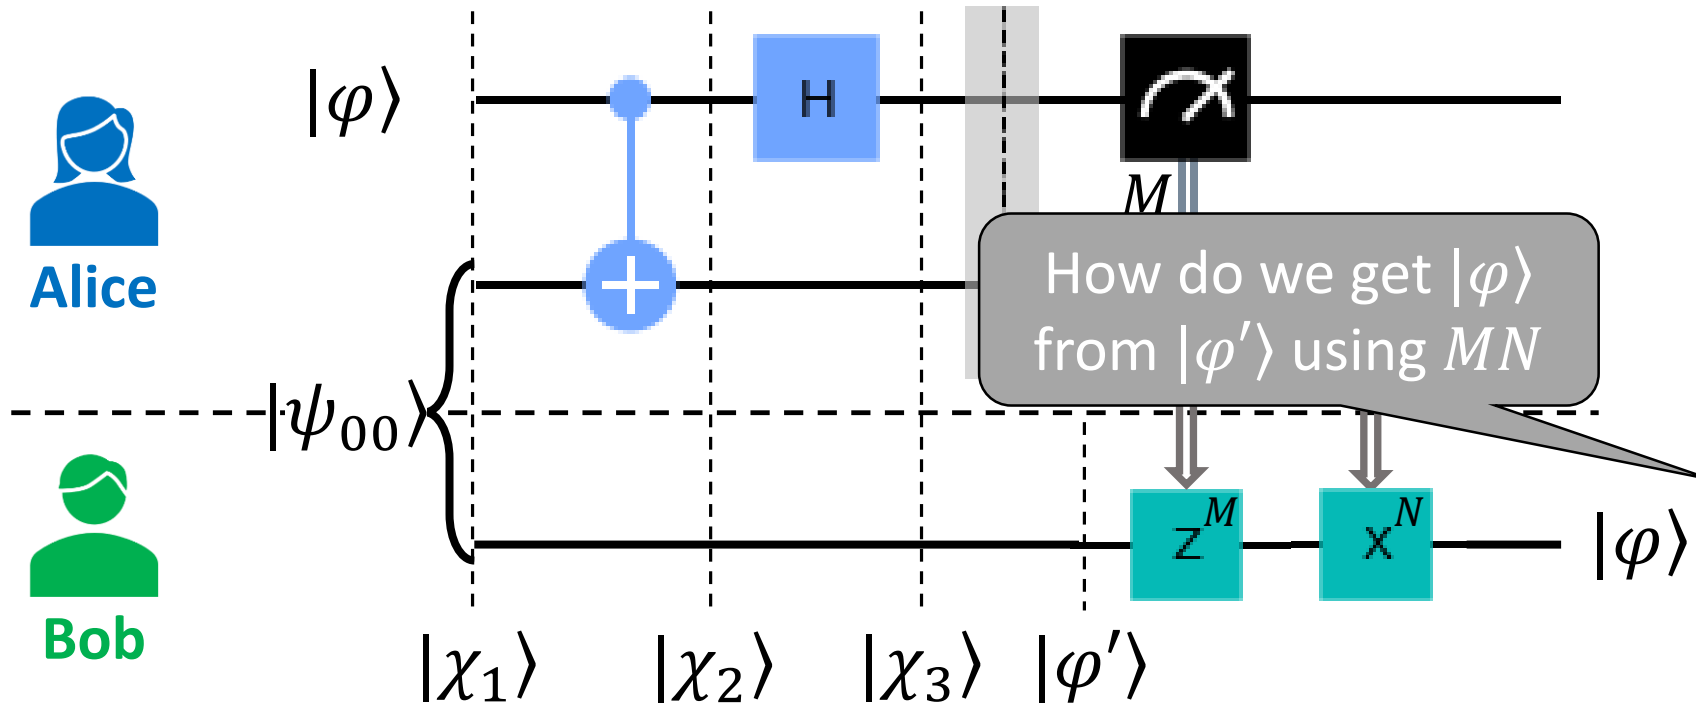 |φ⟩
H
M
Alice
How do we get |φ⟩
from |φ′⟩ using MN
|ψ₀₀⟩
Z^M
X^N
|φ⟩
Bob
|χ₁⟩
|χ₂⟩
|χ₃⟩
|φ′⟩